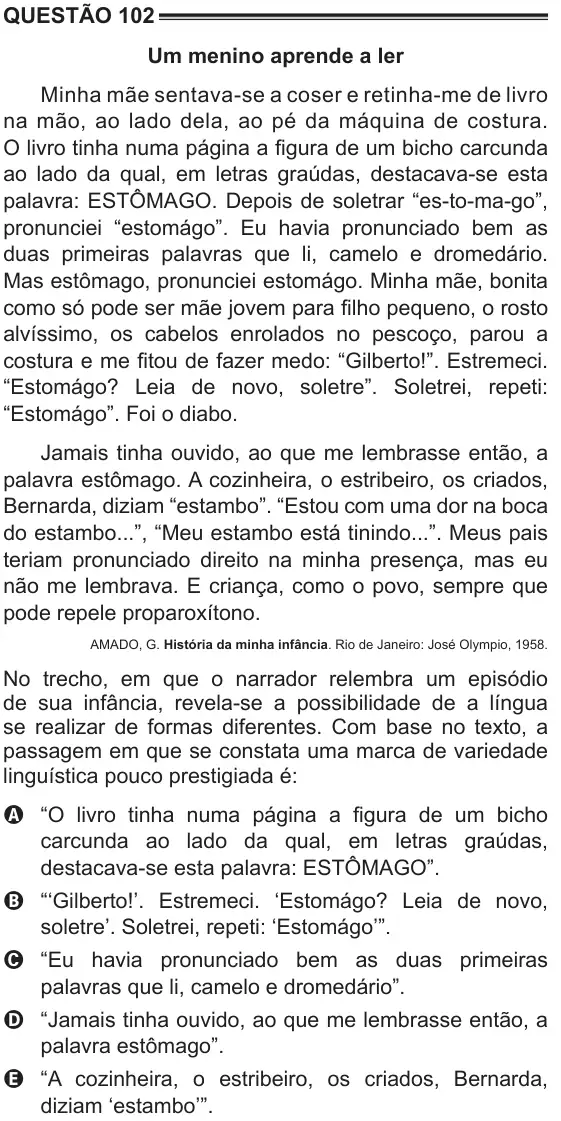 QUESTÃO 102
Um menino aprende a ler
Minha mãe sentava-se a coser e retinha-me de livro
na mão, ao lado dela, ao pé da máquina de costura.
O livro tinha numa página a figura de um bicho carcunda
ao lado da qual, em letras graúdas, destacava-se esta
palavra: ESTÔMAGO. Depois de soletrar “es-to-ma-go”,
pronunciei “estomágo”. Eu havia pronunciado bem as
duas primeiras palavras que li, camelo e dromedário.
Mas estômago, pronunciei estomágo. Minha mãe, bonita
como só pode ser mãe jovem para filho pequeno, o rosto
alvíssimo, os cabelos enrolados no pescoço, parou a
costura e me fitou de fazer medo: “Gilberto!”. Estremeci.
“Estomágo? Leia de novo, soletre”. Soletrei, repeti:
“Estomágo”. Foi o diabo.
Jamais tinha ouvido, ao que me lembrasse então, a
palavra estômago. A cozinheira, o estribeiro, os criados,
Bernarda, diziam “estambo”. “Estou com uma dor na boca
do estambo...”, “Meu estambo está tinindo...”. Meus pais
teriam pronunciado direito na minha presença, mas eu
não me lembrava. E criança, como o povo, sempre que
pode repele proparoxítono.
AMADO, G. História da minha infância. Rio de Janeiro: José Olympio, 1958.
No trecho, em que o narrador relembra um episódio
de sua infância, revela-se a possibilidade de a língua
se realizar de formas diferentes. Com base no texto, a
passagem em que se constata uma marca de variedade
linguística pouco prestigiada é:
A “O livro tinha numa página a figura de um bicho
carcunda ao lado da qual, em letras graúdas,
destacava-se esta palavra: ESTÔMAGO”.
B “‘Gilberto!’. Estremeci. ‘Estomágo? Leia de novo,
soletre’. Soletrei, repeti: ‘Estomágo’”.
C “Eu havia pronunciado bem as duas primeiras
palavras que li, camelo e dromedário”.
D “Jamais tinha ouvido, ao que me lembrasse então, a
palavra estômago”.
E “A cozinheira, o estribeiro, os criados, Bernarda,
diziam ‘estambo’”.